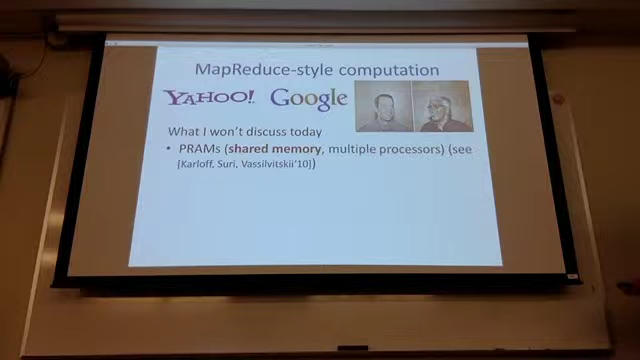 MapReduce-style computation
YAHOO! Google
What I won't discuss today
• PRAMs (shared memory, multiple processors) (see
[Karloff, Suri, Vassilvitskii'10])